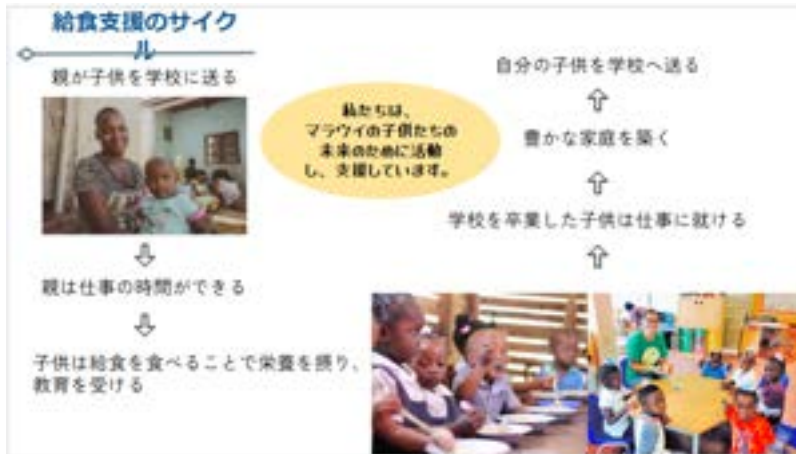 給食支援のサイク
ル
親が子供を学校に送る
親は仕事の時間ができる
子供は給食を食べることで栄養を摂り、
教育を受ける
私たちは、
マラウイの子供たちの
未来のために活動
し、支援しています。
自分の子供を学校へ送る
豊かな家庭を築く
学校を卒業した子供は仕事に就ける